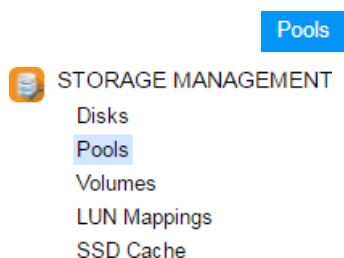 Pools
STORAGE MANAGEMENT
Disks
Pools
Volumes
LUN Mappings
SSD Cache